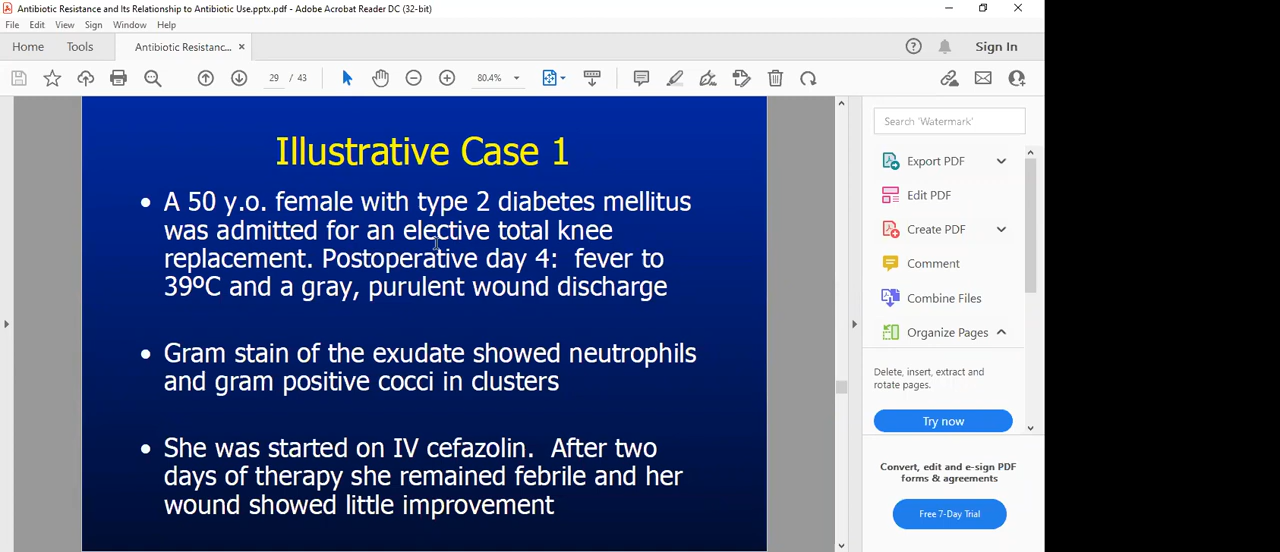 Antibiotic Resistance and Its Relationship to Antibiotic Use.pptx.pdf - Adobe Acrobat Reader DC (32-bit)
File Edit View Sign Window Help
Home Tools Antibiotic Resistanc... × Sign In
29 / 43 80.4%
Illustrative Case 1
• A 50 y.o. female with type 2 diabetes mellitus
was admitted for an elective total knee
replacement. Postoperative day 4: fever to
39ºC and a gray, purulent wound discharge
• Gram stain of the exudate showed neutrophils
and gram positive cocci in clusters
• She was started on IV cefazolin. After two
days of therapy she remained febrile and her
wound showed little improvement
Search 'Watermark'
Export PDF
Edit PDF
Create PDF
Comment
Combine Files
Organize Pages
Delete, insert, extract and
rotate pages.
Try now
Convert, edit and e-sign PDF
forms & agreements
Free 7-Day Trial